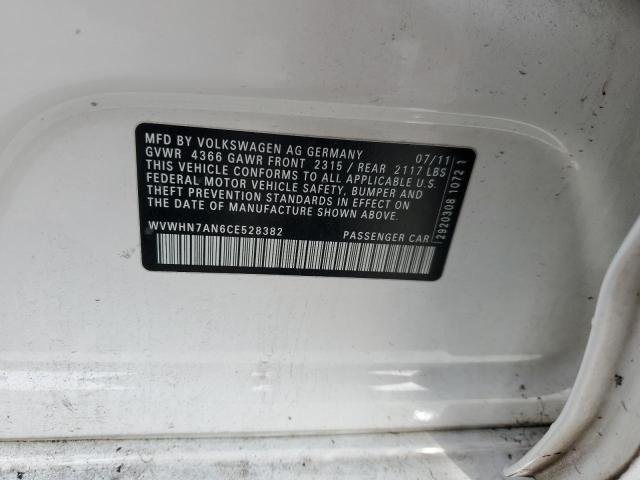 MFD BY VOLKSWAGEN AG GERMANY 07/11
GVWR 4366 GAWR FRONT 2315 / REAR 2117 LBS
THIS VEHICLE CONFORMS TO ALL APPLICABLE U.S.
FEDERAL MOTOR VEHICLE SAFETY, BUMPER AND
THEFT PREVENTION STANDARDS IN EFFECT ON
THE DATE OF MANUFACTURE SHOWN ABOVE.
WVWHN7AN6CE528382 PASSENGER CAR
2920308 10721